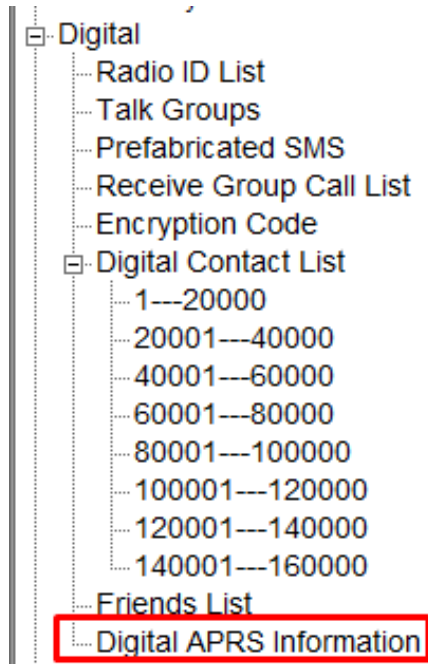 Digital
Radio ID List
Talk Groups
Prefabricated SMS
Receive Group Call List
Encryption Code
Digital Contact List
1---20000
20001---40000
40001---60000
60001---80000
80001---100000
100001---120000
120001---140000
140001---160000
Friends List
Digital APRS Information